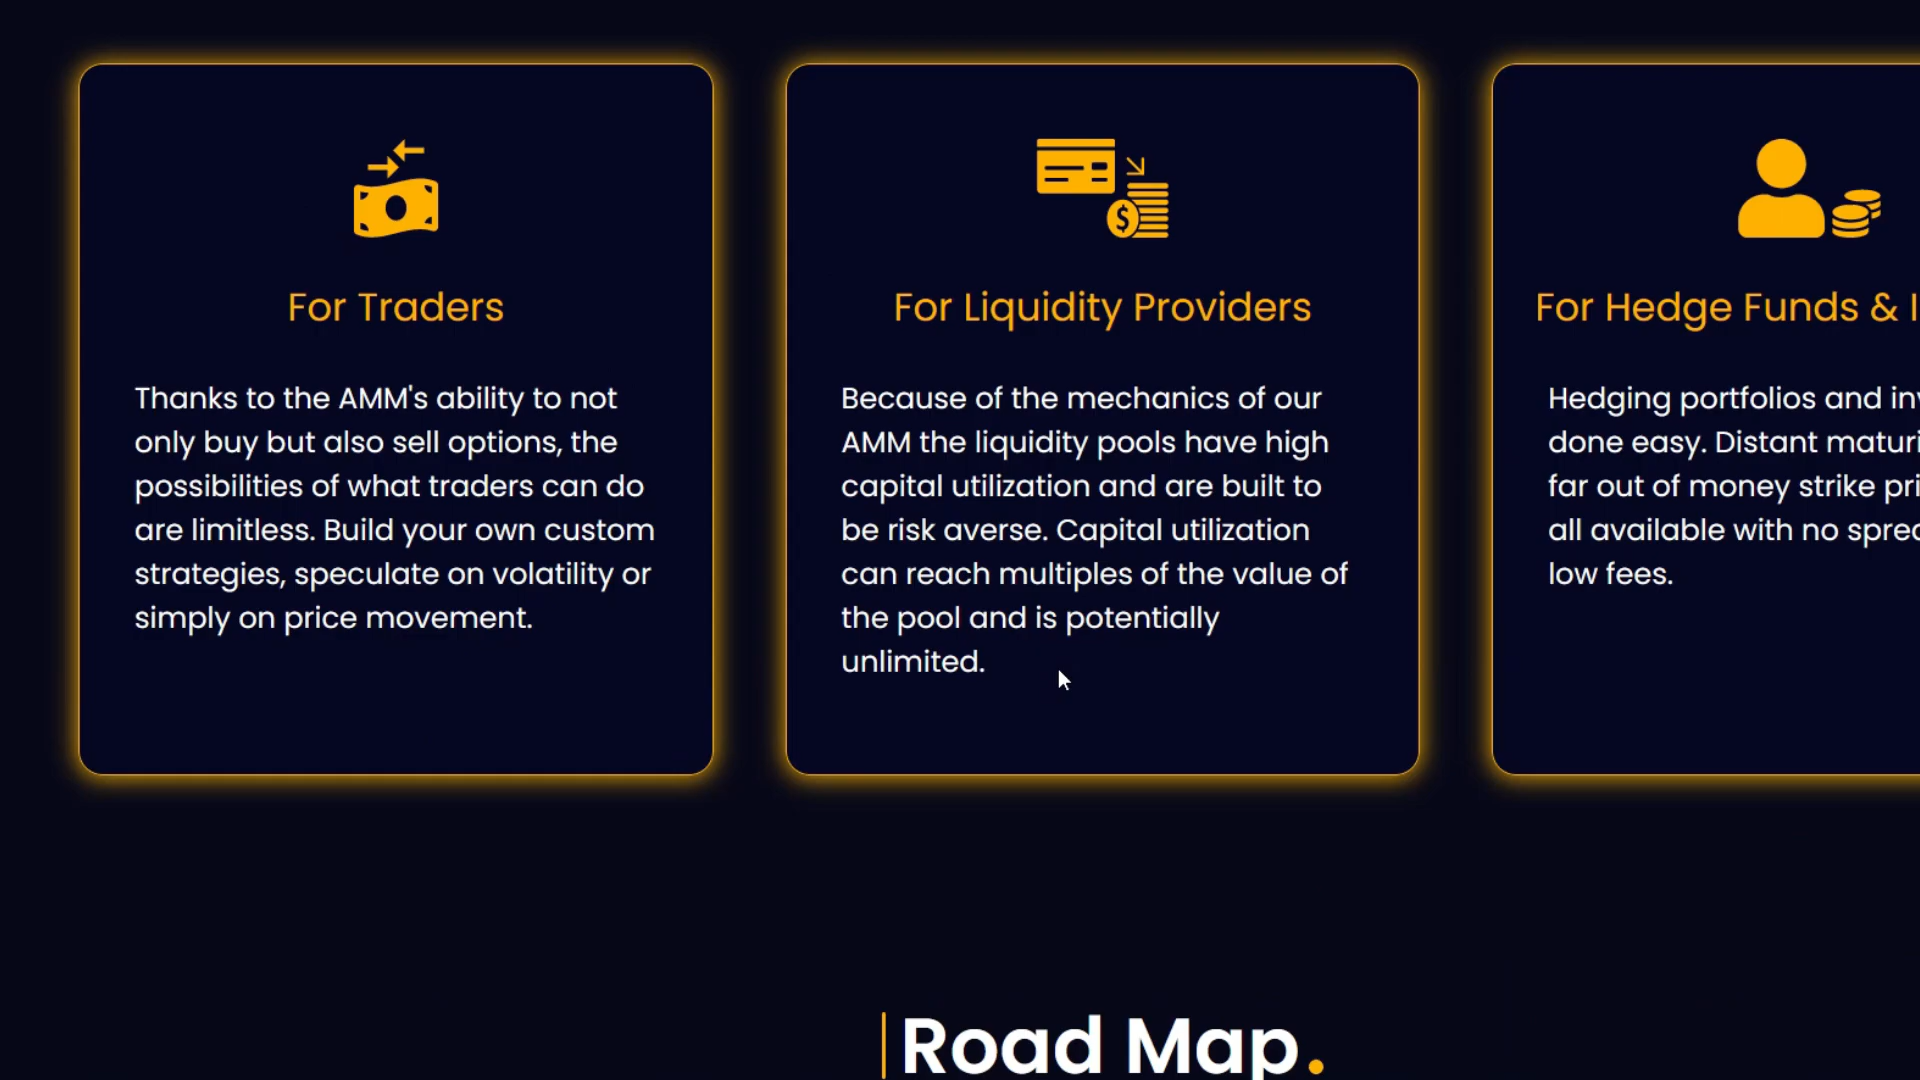 For Traders
Thanks to the AMM's ability to not
only buy but also sell options, the
possibilities of what traders can do
are limitless. Build your own custom
strategies, speculate on volatility or
simply on price movement.
For Liquidity Providers
Because of the mechanics of our
AMM the liquidity pools have high
capital utilization and are built to
be risk averse. Capital utilization
can reach multiples of the value of
the pool and is potentially
unlimited.
For Hedge Funds &
Hedging portfolios and
done easy. Distant
far out of money strike
all available with no
low fees.
Road Map.